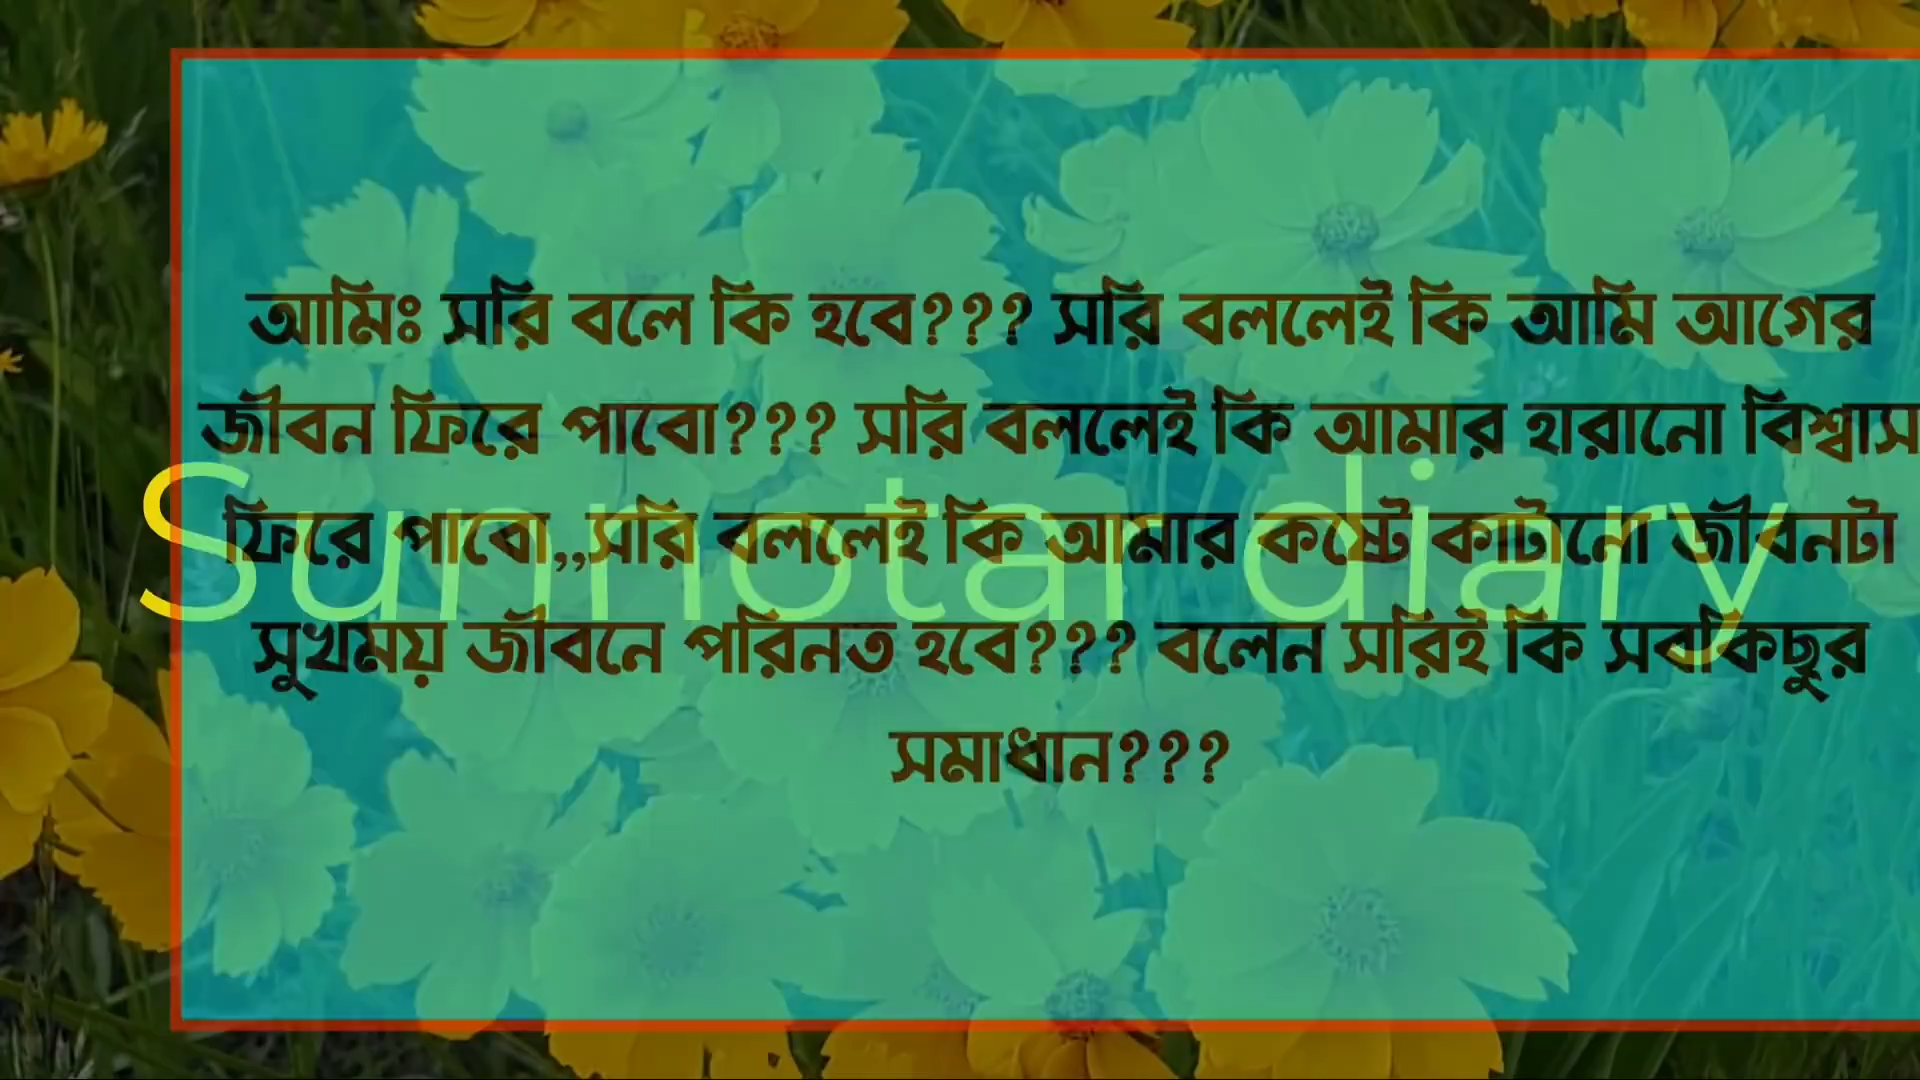 আমিঃ সরি বলে কি হবে??? সরি বললেই কি আমি আগের
জীবন ফিরে পাবো??? সরি বললেই কি আমার হারানো বিশ্বাস
ফিরে পাবো,,সরি বললেই কি আমার কষ্টে কাটানো জীবনটা
Sunnotar diary
সুখময় জীবনে পরিনত হবে??? বলেন সরিই কি সবকিছুর
সমাধান???